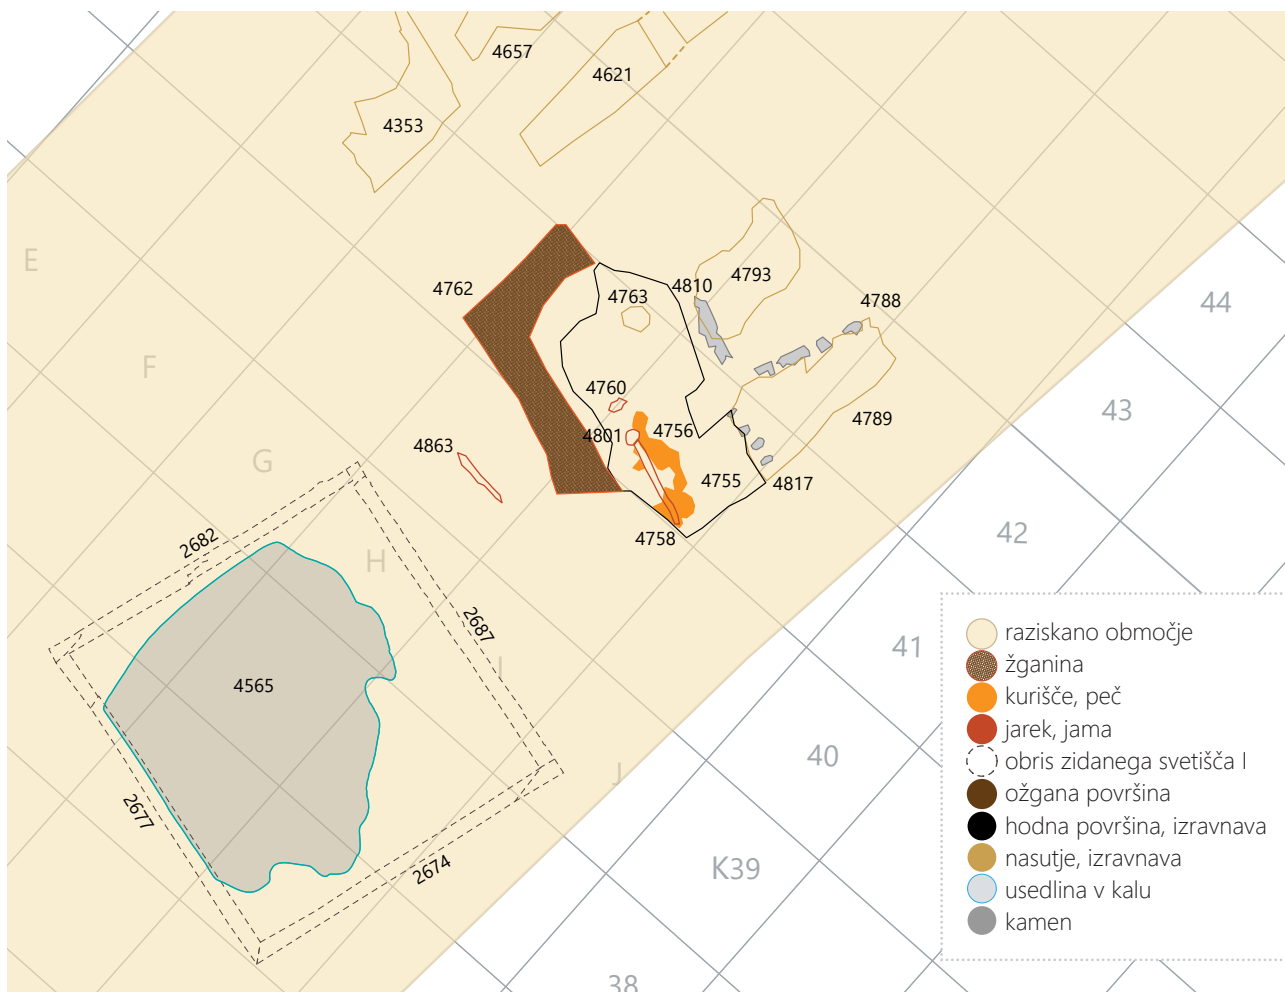 4657
4621
4353
E
4793
4762
4810
4763
4788
44
F
4760
43
4801
4756
4789
4863
G
4755
4817
42
4758
2682
H
2687
raziskano območje
41
žganina
I
4565
kurišče, peč
jarek, jama
40
obris zidanega svetišča I
J
ožgana površina
2677
hodna površina, izravnava
nasutje, izravnava
2674
K39
usedlina v kalu
kamen
38